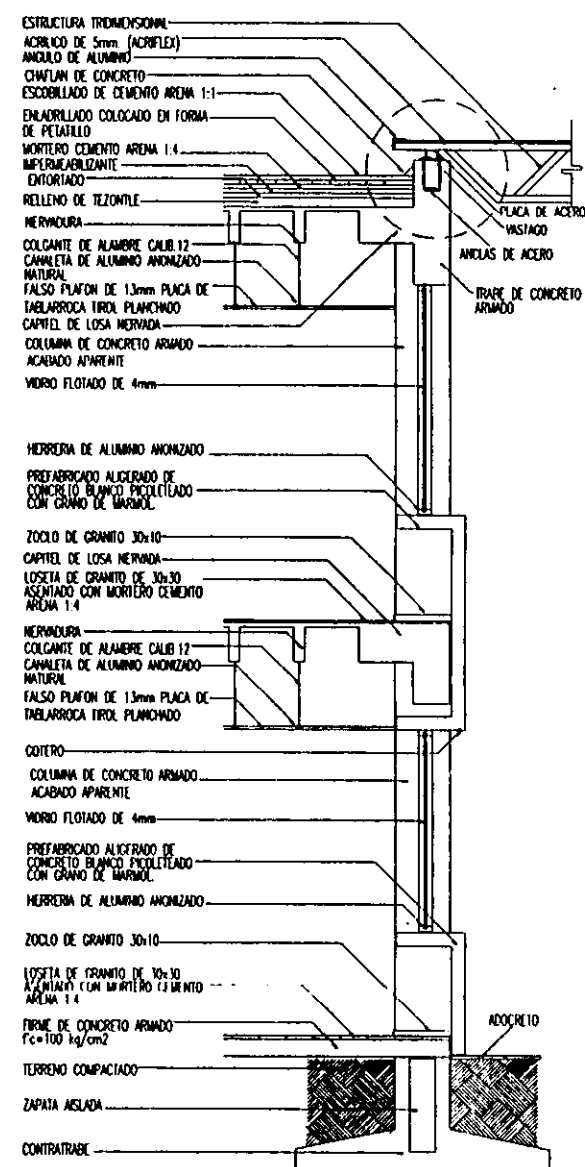 ESTRUCTURA TRIDIMENSIONAL
ACRILICO DE 5mm. (ACRIFLEX)
ANGULO DE ALUMINIO
CHAFLAN DE CONCRETO
ESCOBILLADO DE CEMENTO ARENA 1:1
ENLADRILLADO COLOCADO EN FORMA
DE PETATILLO
MORTERO CEMENTO ARENA 1:4
IMPERMEABILIZANTE
ENTORTADO
RELLENO DE TEZONTLE
NERVADURA
COLGANTE DE ALAMBRE CALIB.12
CANALETA DE ALUMINIO ANONIZADO
NATURAL
FALSO PLAFON DE 13mm PLACA DE
TABLARROCA TIROL PLANCHADO
CAPITEL DE LOSA NERVADA
COLUMNA DE CONCRETO ARMADO
ACABADO APARENTE
VIDRIO FLOTADO DE 4mm
PLACA DE ACERO
VASTAGO
ANCLAS DE ACERO
TRABE DE CONCRETO
ARMADO
HERRERIA DE ALUMINIO ANONIZADO
PREFABRICADO ALIGERADO DE
CONCRETO BLANCO PICOLETEADO
CON GRANO DE MARMOL.
ZOCLO DE GRANITO 30x10
CAPITEL DE LOSA NERVADA
LOSETA DE GRANITO DE 30x30
ASENTADO CON MORTERO CEMENTO
ARENA 1:4
NERVADURA
COLGANTE DE ALAMBRE CALIB 12
CANALETA DE ALUMINIO ANONIZADO
NATURAL
FALSO PLAFON DE 13mm PLACA DE
TABLARROCA TIROL PLANCHADO
GOTERO
COLUMNA DE CONCRETO ARMADO
ACABADO APARENTE
VIDRIO FLOTADO DE 4mm
PREFABRICADO ALIGERADO DE
CONCRETO BLANCO PICOLETEADO
CON GRANO DE MARMOL.
HERRERIA DE ALUMINIO ANONIZADO
ZOCLO DE GRANITO 30x10
LOSETA DE GRANITO DE 30x30
ASENTADO CON MORTERO CEMENTO
ARENA 1:4
FIRME DE CONCRETO ARMADO
f'c=100 kg/cm2
ADOCRETO
TERRENO COMPACTADO
ZAPATA AISLADA
CONTRATRABE